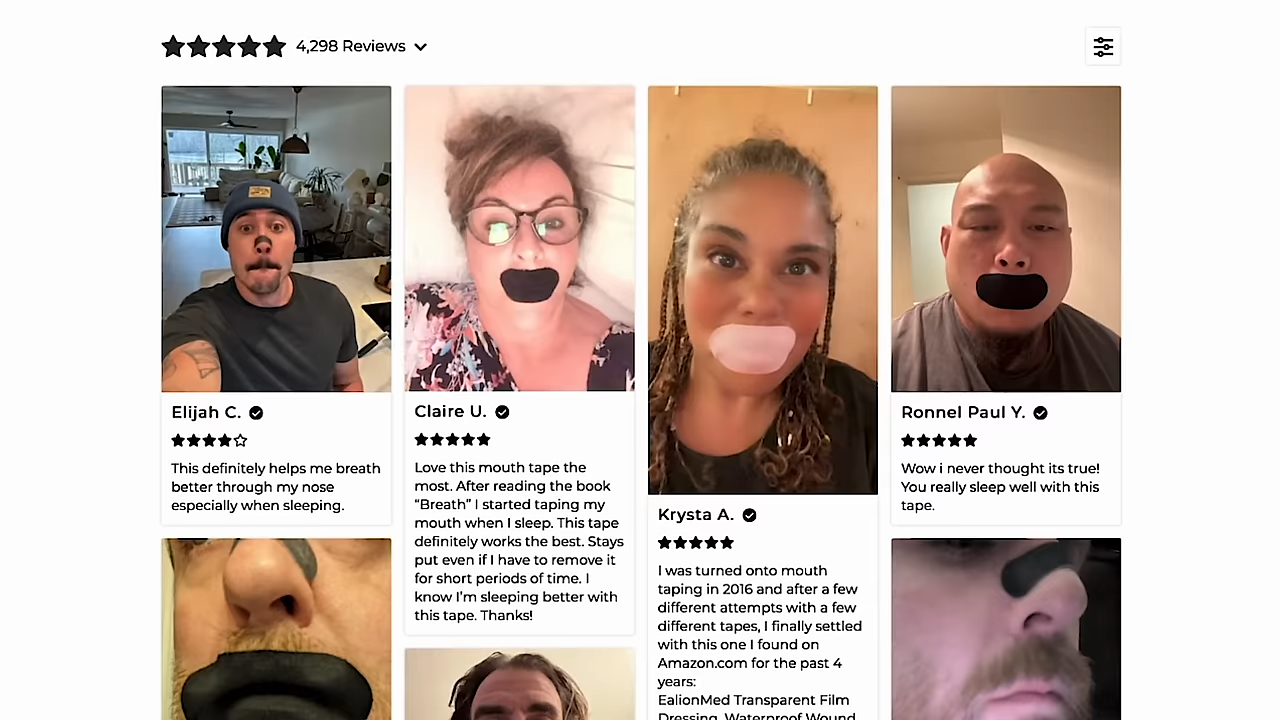 4,298 Reviews
Elijah C.
This definitely helps me breath
better through my nose
especially when sleeping.
Claire U.
Love this mouth tape the
most. After reading the book
“Breath” I started taping my
mouth when I sleep. This tape
definitely works the best. Stays
put even if I have to remove it
for short periods of time. I
know I’m sleeping better with
this tape. Thanks!
Krysta A.
I was turned onto mouth
taping in 2016 and after a few
different attempts with a few
different tapes, I finally settled
with this one I found on
Amazon.com for the past 4
years:
EalionMed Transparent Film
Dressing, Waterproof Wound
Ronnel Paul Y.
Wow i never thought its true!
You really sleep well with this
tape.